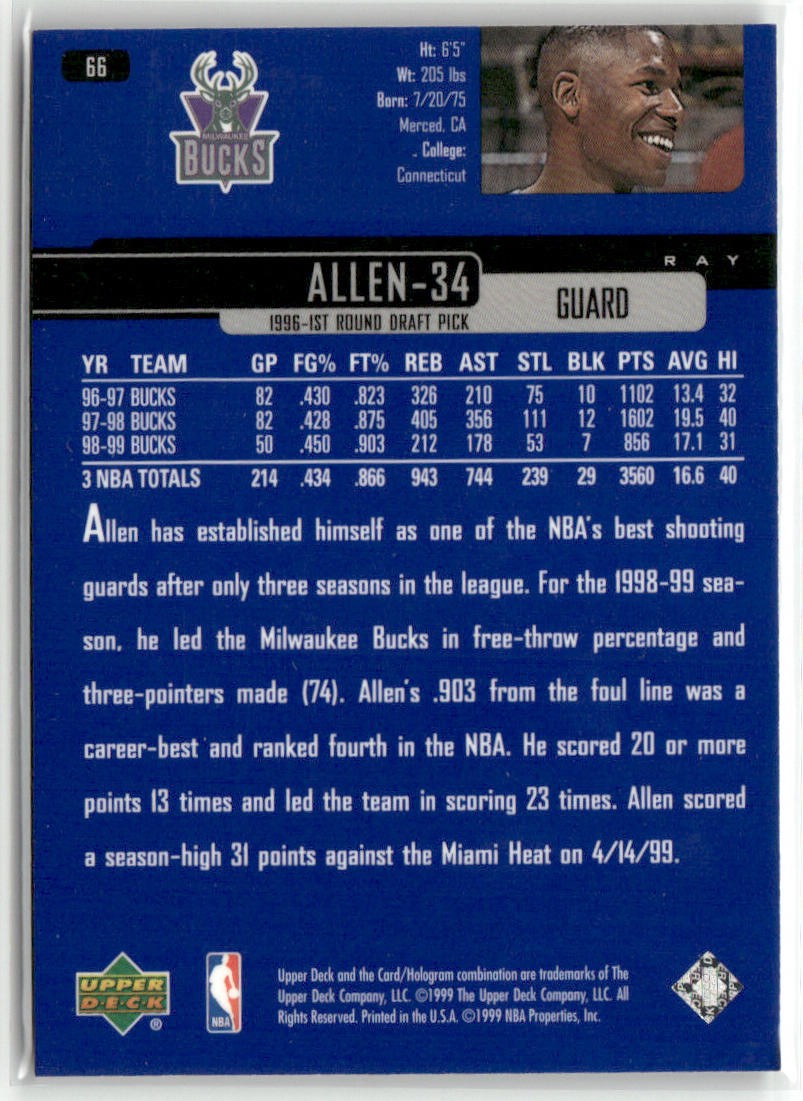 66
MILWAUKEE
BUCKS
Ht: 6'5"
Wt: 205 lbs
Born: 7/20/75
Merced, CA
College:
Connecticut
RAY
ALLEN-34
GUARD
1996-1ST ROUND DRAFT PICK
YR TEAM GP FG% FT% REB AST STL BLK PTS AVG HI
96-97 BUCKS 82 .430 .823 326 210 75 10 1102 13.4 32
97-98 BUCKS 82 .428 .875 405 356 111 12 1602 19.5 40
98-99 BUCKS 50 .450 .903 212 178 53 7 856 17.1 31
3 NBA TOTALS 214 .434 .866 943 744 239 29 3560 16.6 40
Allen has established himself as one of the NBA's best shooting
guards after only three seasons in the league. For the 1998-99 sea-
son, he led the Milwaukee Bucks in free-throw percentage and
three-pointers made (74). Allen's .903 from the foul line was a
career-best and ranked fourth in the NBA. He scored 20 or more
points 13 times and led the team in scoring 23 times. Allen scored
a season-high 31 points against the Miami Heat on 4/14/99.
UPPER
D·E·C·K
®
NBA
Upper Deck and the Card/Hologram combination are trademarks of The
Upper Deck Company, LLC. ©1999 The Upper Deck Company, LLC. All
Rights Reserved. Printed in the U.S.A. ©1999 NBA Properties, Inc.